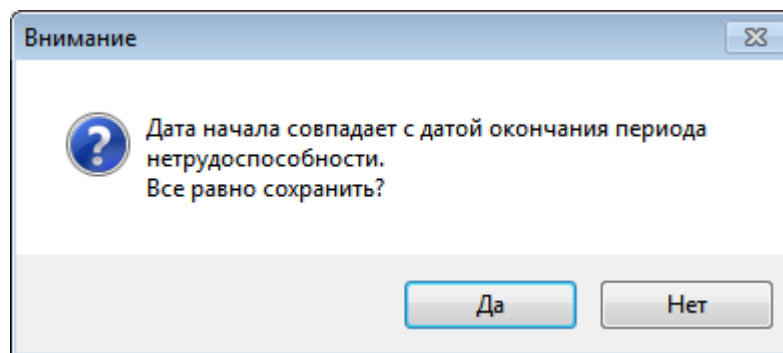 Внимание
Дата начала совпадает с датой окончания периода
нетрудоспособности.
Все равно сохранить?
Да
Нет